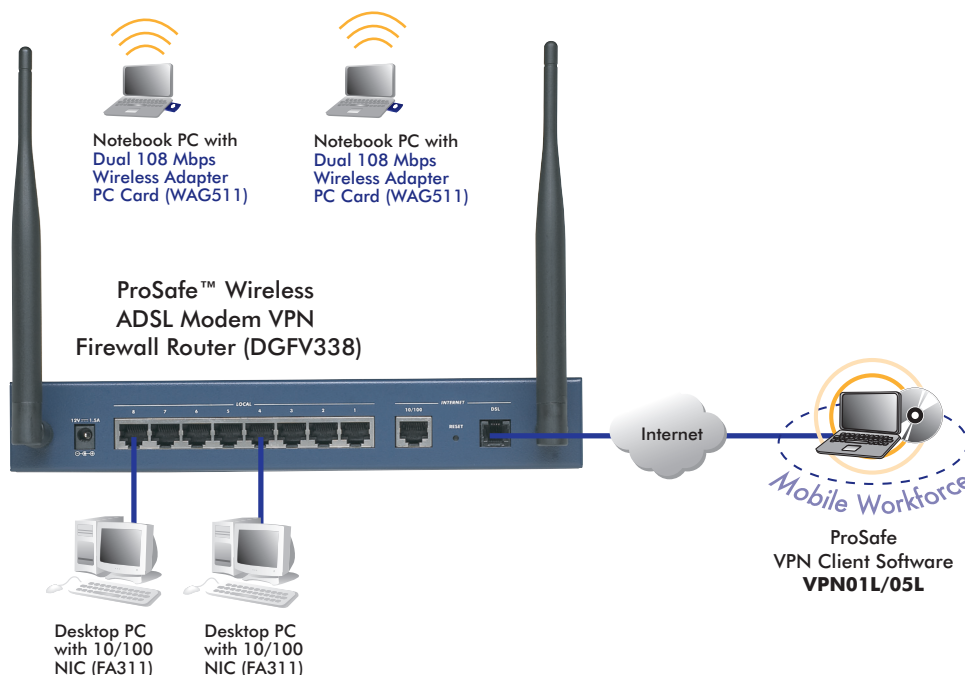 Notebook PC with
Dual 108 Mbps
Wireless Adapter
PC Card (WAG511)
Notebook PC with
Dual 108 Mbps
Wireless Adapter
PC Card (WAG511)
ProSafe™ Wireless
ADSL Modem VPN
Firewall Router (DGFV338)
LOCAL
INTERNET
12V 1.5A
8 7 6 5 4 3 2 1
10/100
RESET
DSL
Internet
Mobile Workforce
ProSafe
VPN Client Software
VPN01L/05L
Desktop PC
with 10/100
NIC (FA311)
Desktop PC
with 10/100
NIC (FA311)